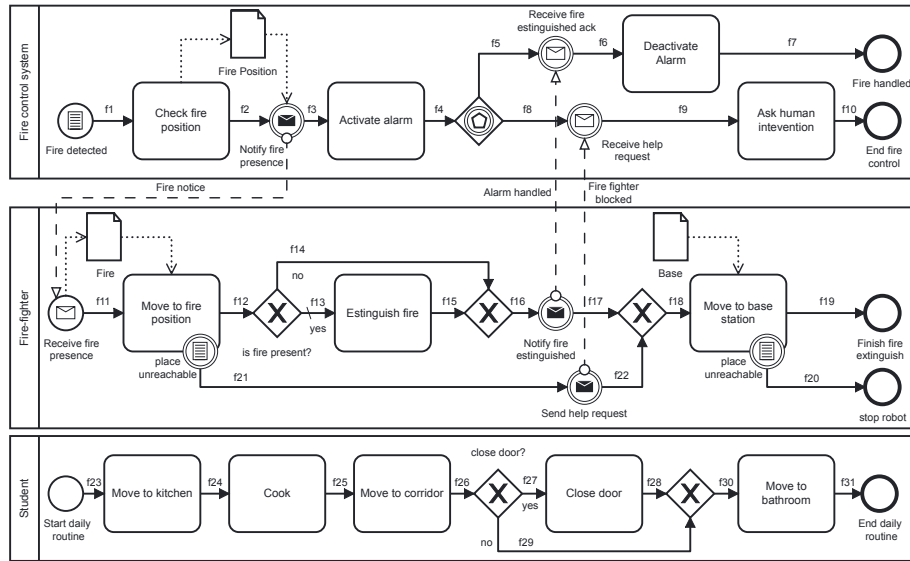 Fire control system
Fire detected
f1
Check fire
position
f2
Fire Position
Notify fire
presence
f3
Activate alarm
f4
f5
Receive fire
estinguished ack
f6
Deactivate
Alarm
f7
Fire handled
f8
Receive help
request
f9
Ask human
intevention
f10
End fire
control
Fire notice
Alarm handled
Fire fighter
blocked
Fire-fighter
Receive fire
presence
f11
Fire
Move to fire
position
place
unreachable
f12
is fire present?
f14
no
f13
yes
Estinguish fire
f15
f16
Notify fire
estinguished
f17
f21
Send help request
f22
f18
Base
Move to base
station
place
unreachable
f19
Finish fire
extinguish
f20
stop robot
Student
Start daily
routine
f23
Move to kitchen
f24
Cook
f25
Move to corridor
f26
close door?
f27
yes
no
f29
Close door
f28
f30
Move to
bathroom
f31
End daily
routine